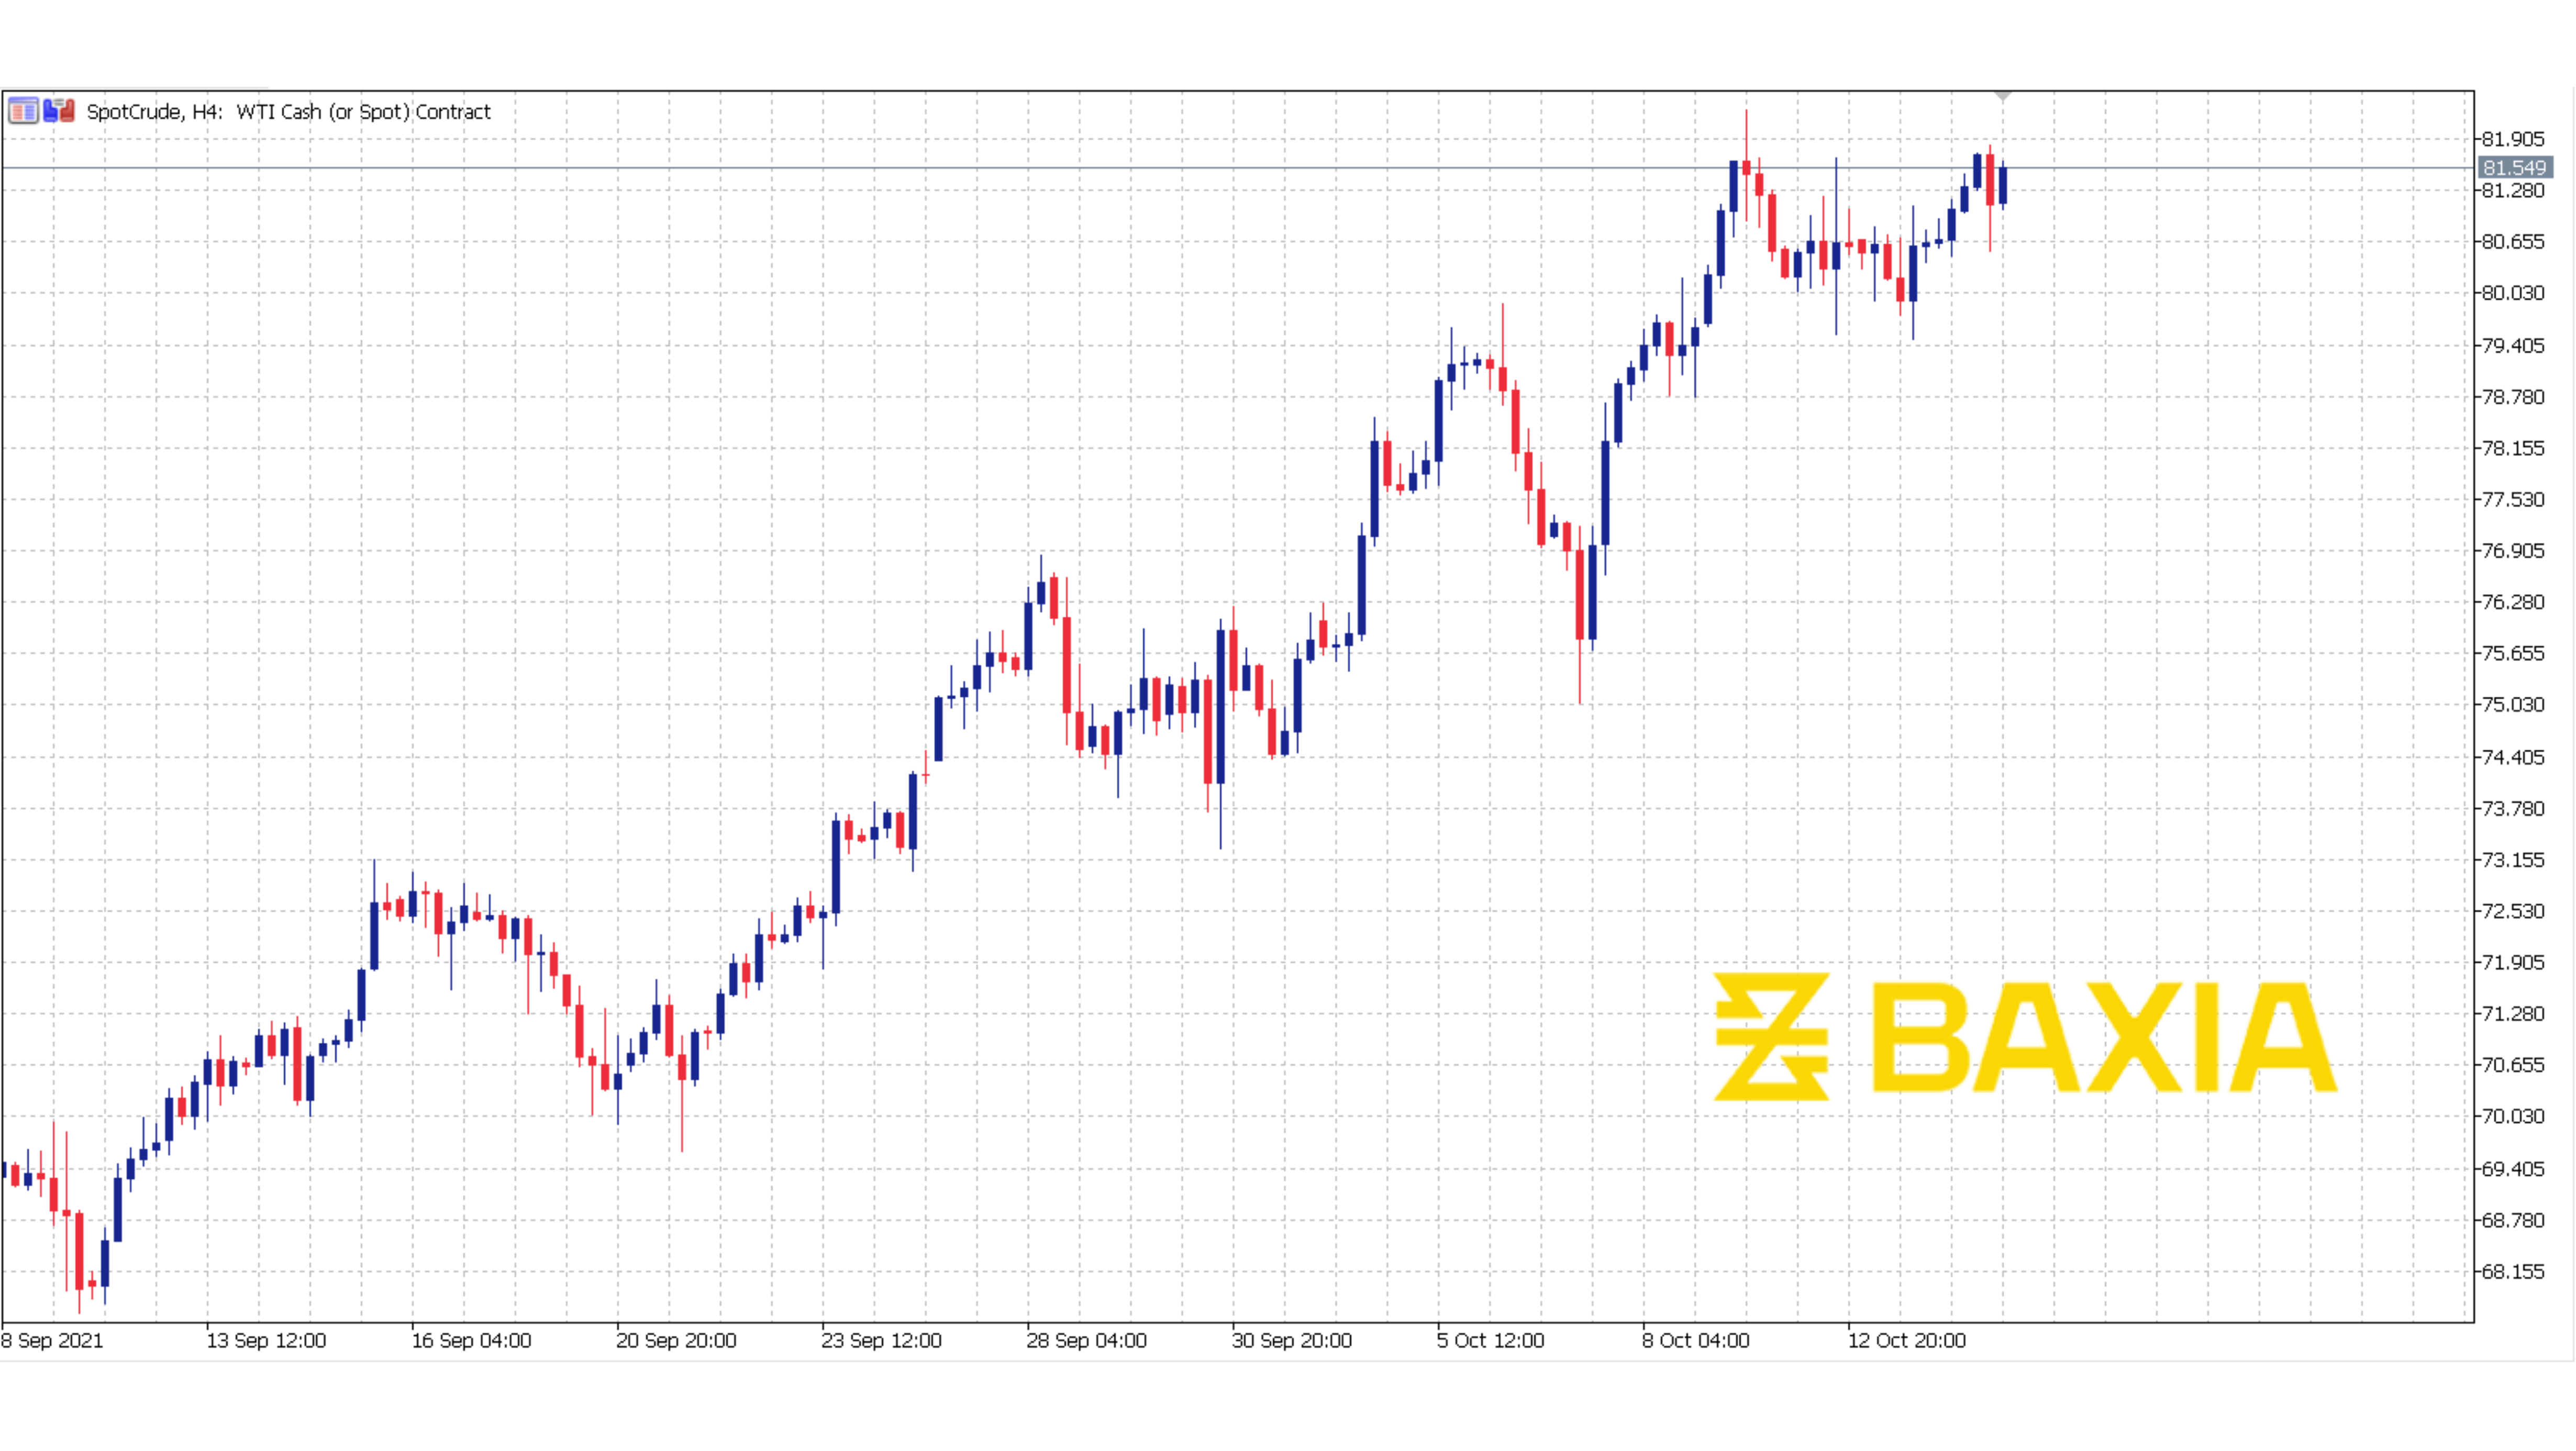 SpotCrude, H4: WTI Cash (or Spot) Contract
81.905
81.549
81.280
80.655
80.030
79.405
78.780
78.155
77.530
76.905
76.280
75.655
75.030
74.405
73.780
73.155
72.530
71.905
71.280
70.655
70.030
69.405
68.780
68.155
BAXIA
8 Sep 2021
13 Sep 12:00
16 Sep 04:00
20 Sep 20:00
23 Sep 12:00
28 Sep 04:00
30 Sep 20:00
5 Oct 12:00
8 Oct 04:00
12 Oct 20:00